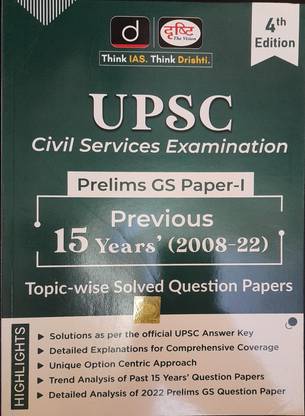 d
दृष्टि
The Vision
Think IAS. Think Drishti.
4th
Edition
UPSC
Civil Services Examination
Prelims GS Paper-I
Previous
15 Years' (2008-22)
Topic-wise Solved Question Papers
HIGHLIGHTS
Solutions as per the official UPSC Answer Key
Detailed Explanations for Comprehensive Coverage
Unique Option Centric Approach
Trend Analysis of Past 15 Years' Question Papers
Detailed Analysis of 2022 Prelims GS Question Paper